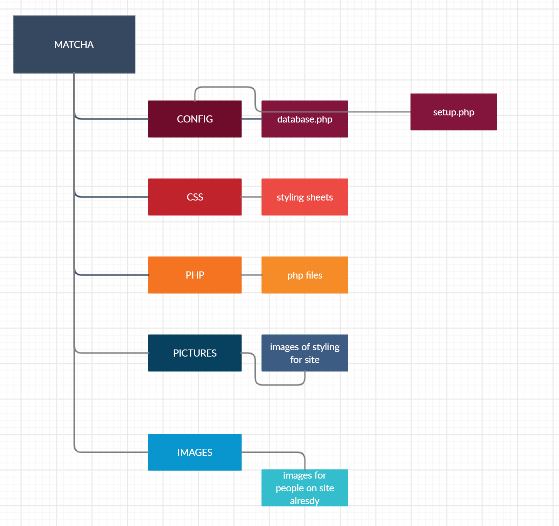 MATCHA
CONFIG
database.php
setup.php
CSS
styling sheets
PHP
php files
PICTURES
images of styling
for site
IMAGES
images for
people on site
alresdy